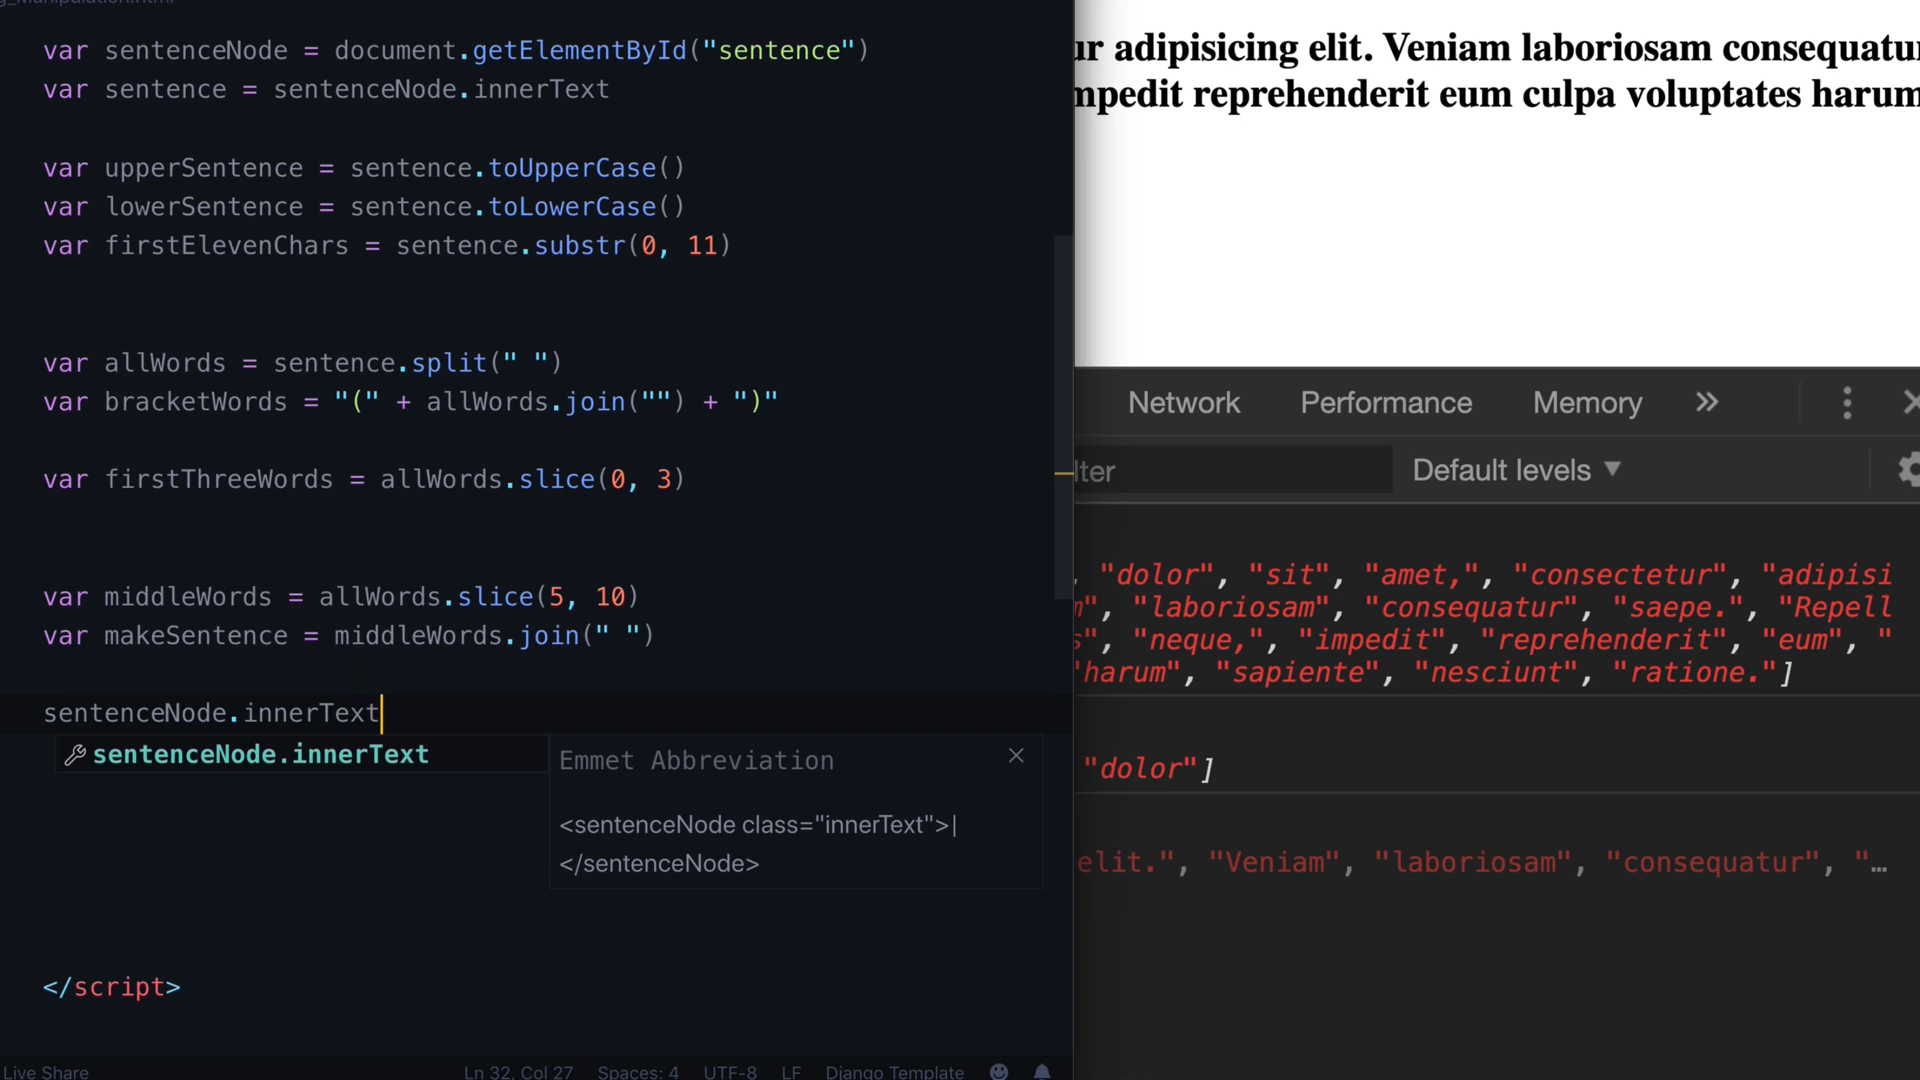 var sentenceNode = document.getElementById("sentence")
var sentence = sentenceNode.innerText
var upperSentence = sentence.toUpperCase()
var lowerSentence = sentence.toLowerCase()
var firstElevenChars = sentence.substr(0, 11)
var allWords = sentence.split(" ")
var bracketWords = "(" + allWords.join("") + ")"
var firstThreeWords = allWords.slice(0, 3)
var middleWords = allWords.slice(5, 10)
var makeSentence = middleWords.join(" ")
sentenceNode.innerText
sentenceNode.innerText
Emmet Abbreviation
<sentenceNode class="innerText">|
</sentenceNode>
</script>
Live Share Ln 32, Col 27 Spaces: 4 UTF-8 LF Django Template
ur adipisicing elit. Veniam laboriosam consequatur
mpedit reprehenderit eum culpa voluptates harum
Network Performance Memory »
lter Default levels ▼
, "dolor", "sit", "amet,", "consectetur", "adipisi
m", "laboriosam", "consequatur", "saepe.", "Repell
s", "neque,", "impedit", "reprehenderit", "eum", "
"harum", "sapiente", "nesciunt", "ratione."]
"dolor"]
elit.", "Veniam", "laboriosam", "consequatur", "…